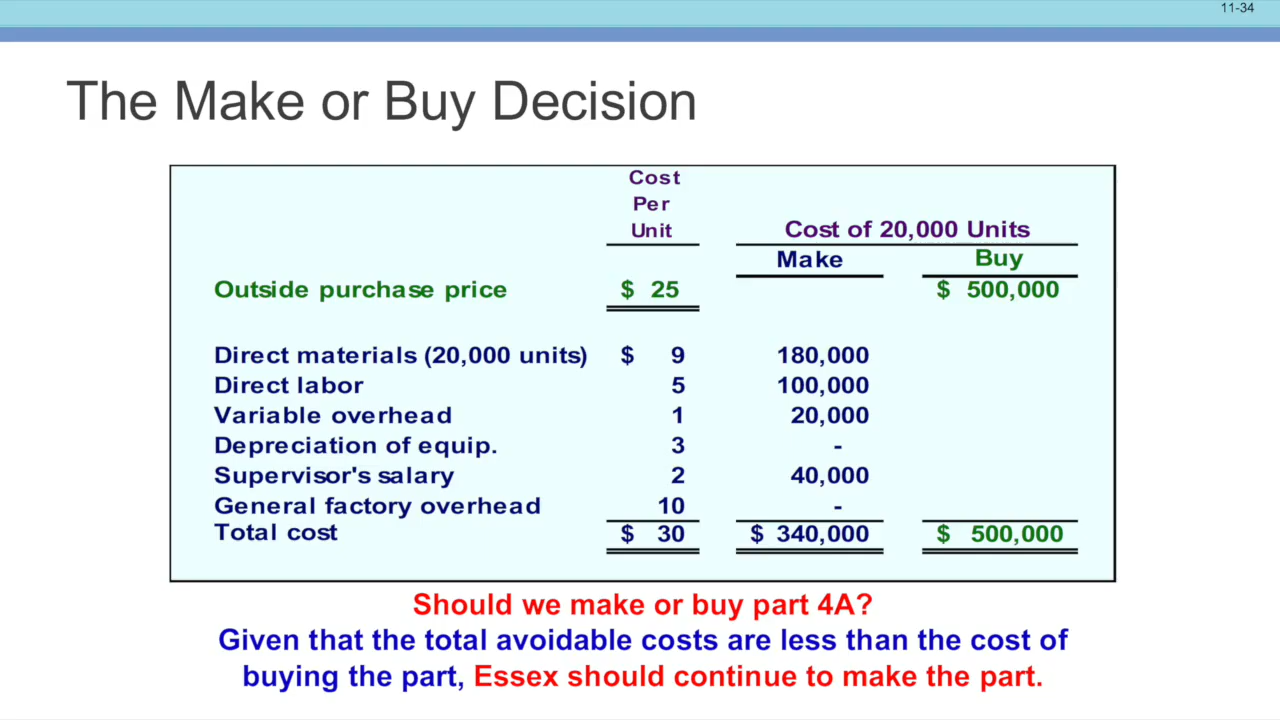 11-34
The Make or Buy Decision
Cost
Per
Unit Cost of 20,000 Units
Make Buy
Outside purchase price $ 25 $ 500,000
Direct materials (20,000 units) $ 9 180,000
Direct labor 5 100,000
Variable overhead 1 20,000
Depreciation of equip. 3 -
Supervisor's salary 2 40,000
General factory overhead 10 -
Total cost $ 30 $ 340,000 $ 500,000
Should we make or buy part 4A?
Given that the total avoidable costs are less than the cost of
buying the part, Essex should continue to make the part.